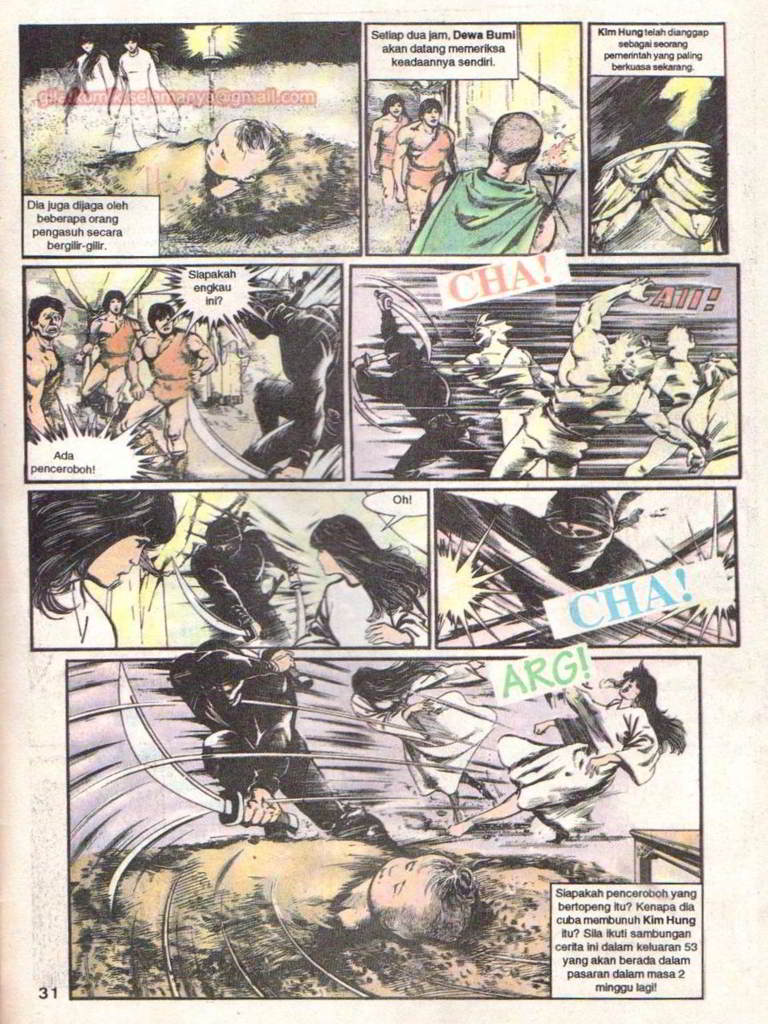 gilakomikselamanya@gmail.com
Dia juga dijaga oleh
beberapa orang
pengasuh secara
bergilir-gilir.
Setiap dua jam, Dewa Bumi
akan datang memeriksa
keadaannya sendiri.
Kim Hung telah dianggap
sebagai seorang
pemerintah yang paling
berkuasa sekarang.
Siapakah
engkau
ini?
Ada
penceroboh!
CHA!
AII!
Oh!
CHA!
ARG!
Siapakah penceroboh yang
bertopeng itu? Kenapa dia
cuba membunuh Kim Hung
itu? Sila ikuti sambungan
cerita ini dalam keluaran 53
yang akan berada dalam
pasaran dalam masa 2
minggu lagi!
31